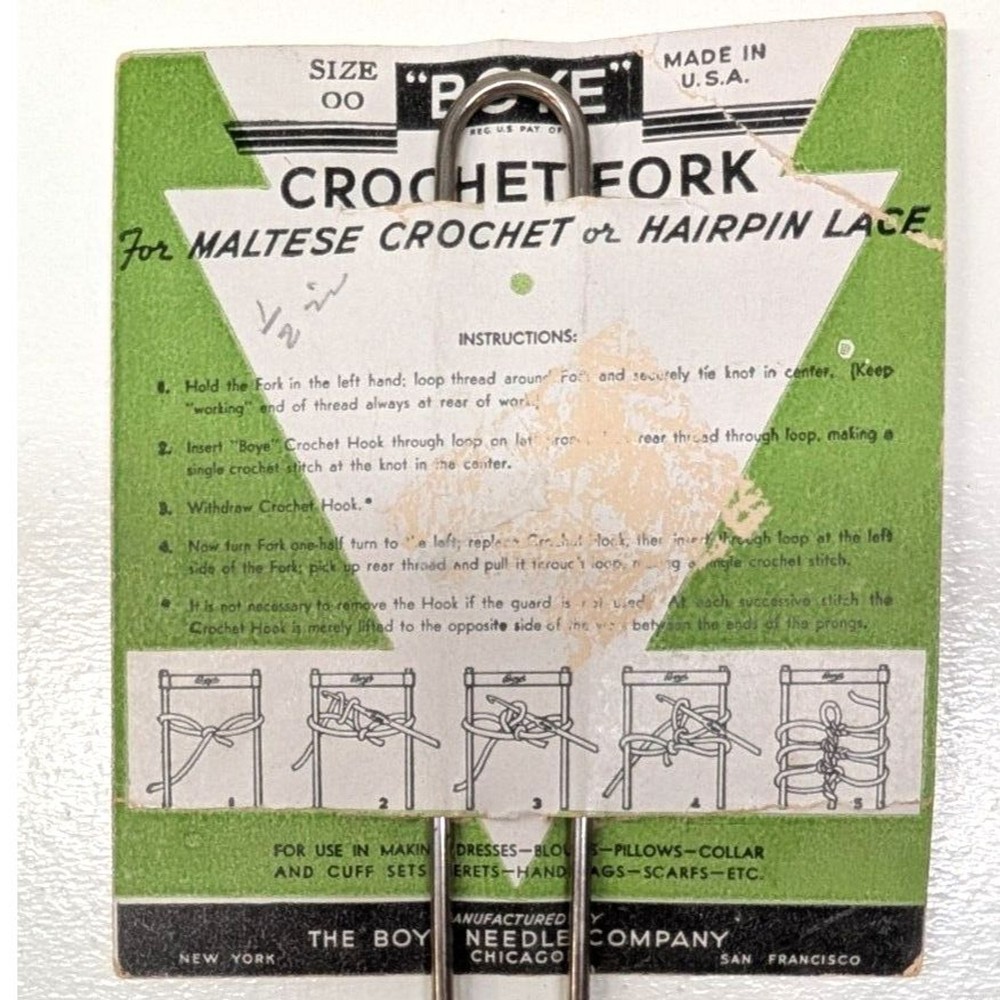 SIZE
OO
"BOYE"
REG. U.S. PAT. OF
MADE IN
U.S.A.
CROCHET FORK
For MALTESE CROCHET or HAIRPIN LACE
1/2 in
INSTRUCTIONS:
1. Hold the Fork in the left hand; loop thread around and securely tie knot in center. (Keep
"working" end of thread always at rear of work.)
2. Insert "Boye" Crochet Hook through loop on rear thread through loop, making a
single crochet stitch at the knot in the center.
3. Withdraw Crochet Hook.*
4. Now turn Fork one-half turn to the left; replace Crochet Hook, then insert through loop at the left
side of the Fork; pick up rear thread and pull it through loop, making a single crochet stitch.
* It is not necessary to remove the Hook if the guard is not used. At each successive stitch the
Crochet Hook is merely lifted to the opposite side of the work between the ends of the prongs.
Boye Boye Boye Boye Boye
1 2 3 4 5
FOR USE IN MAKIN DRESSES—BLOU S—PILLOWS—COLLAR
AND CUFF SETS ERETS—HAND AGS—SCARFS—ETC.
ANUFACTURED Y
THE BOY NEEDLE COMPANY
NEW YORK CHICAGO SAN FRANCISCO